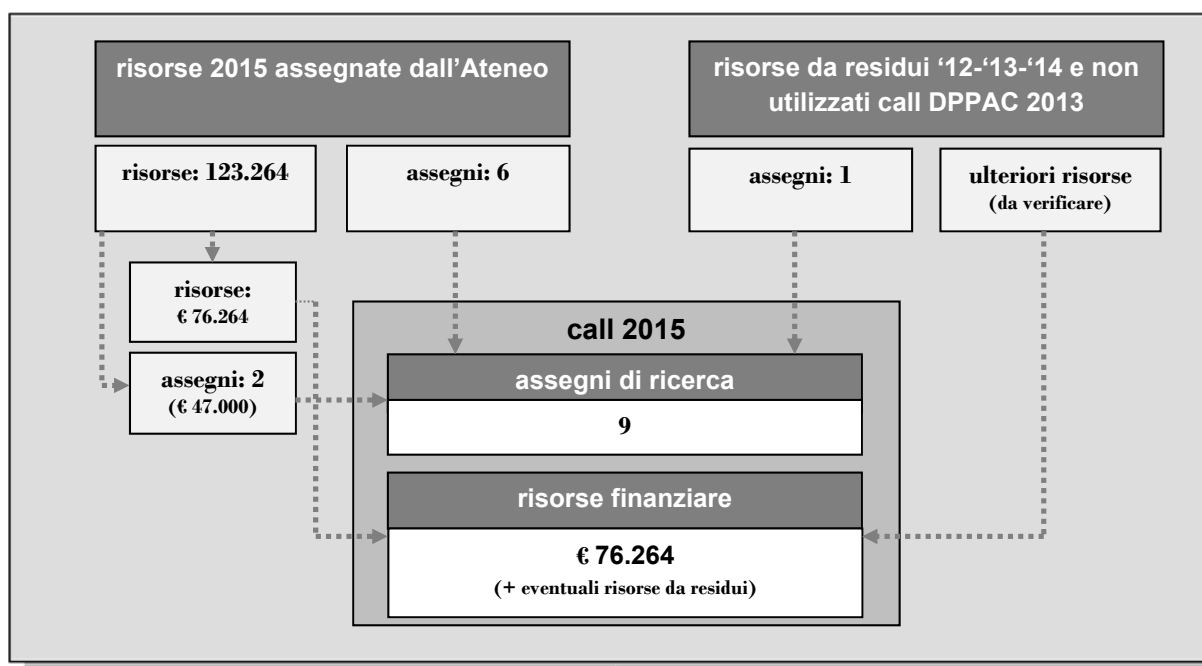 risorse 2015 assegnate dall'Ateneo
risorse da residui '12-'13-'14 e non
utilizzati call DPPAC 2013
risorse: 123.264
assegni: 6
assegni: 1
ulteriori risorse
(da verificare)
risorse:
€ 76.264
assegni: 2
(€ 47.000)
call 2015
assegni di ricerca
9
risorse finanziare
€ 76.264
(+ eventuali risorse da residui)